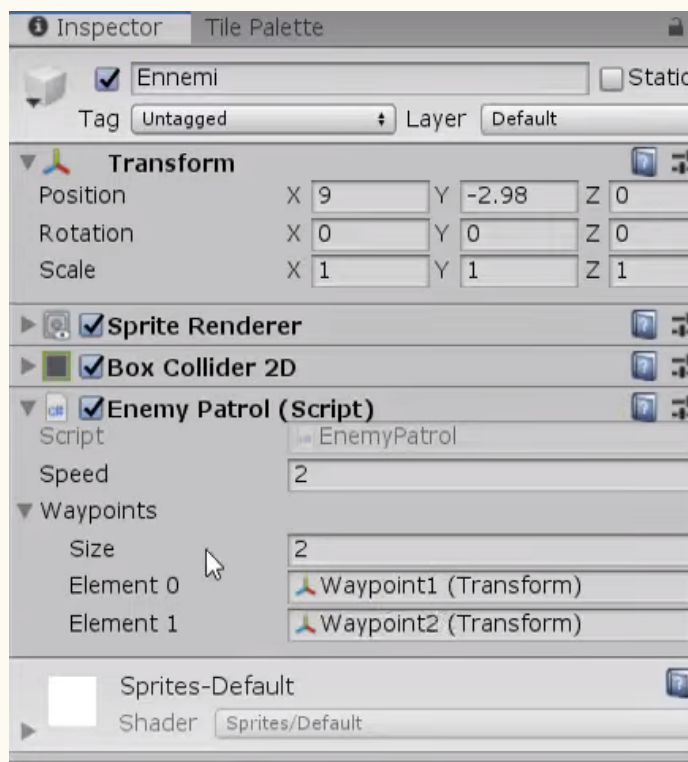 Inspector Tile Palette
Ennemi Static
Tag Untagged Layer Default
Transform
Position X 9 Y -2.98 Z 0
Rotation X 0 Y 0 Z 0
Scale X 1 Y 1 Z 1
Sprite Renderer
Box Collider 2D
c# Enemy Patrol (Script)
Script EnemyPatrol
Speed 2
Waypoints
Size 2
Element 0 Waypoint1 (Transform)
Element 1 Waypoint2 (Transform)
Sprites-Default
Shader Sprites/Default